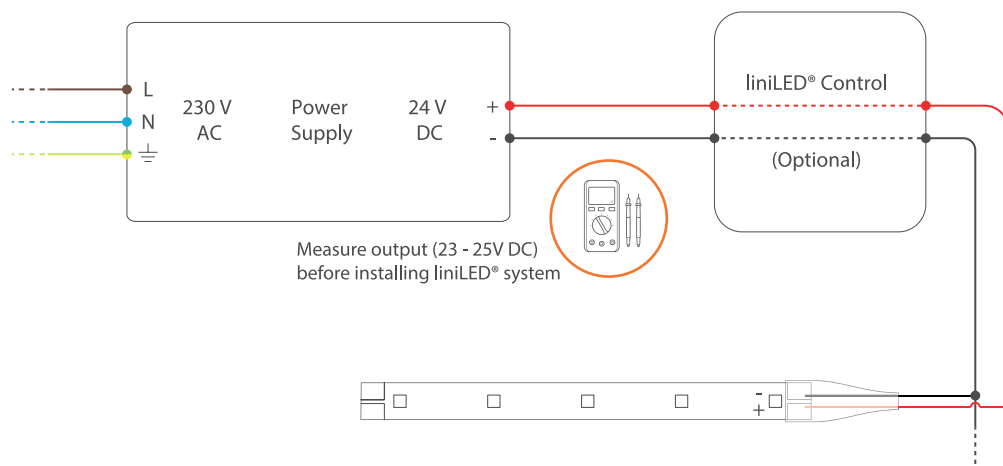 L
N
230 V
AC
Power
Supply
24 V
DC
+
-
liniLED® Control
(Optional)
Measure output (23 - 25V DC)
before installing liniLED® system
-
+